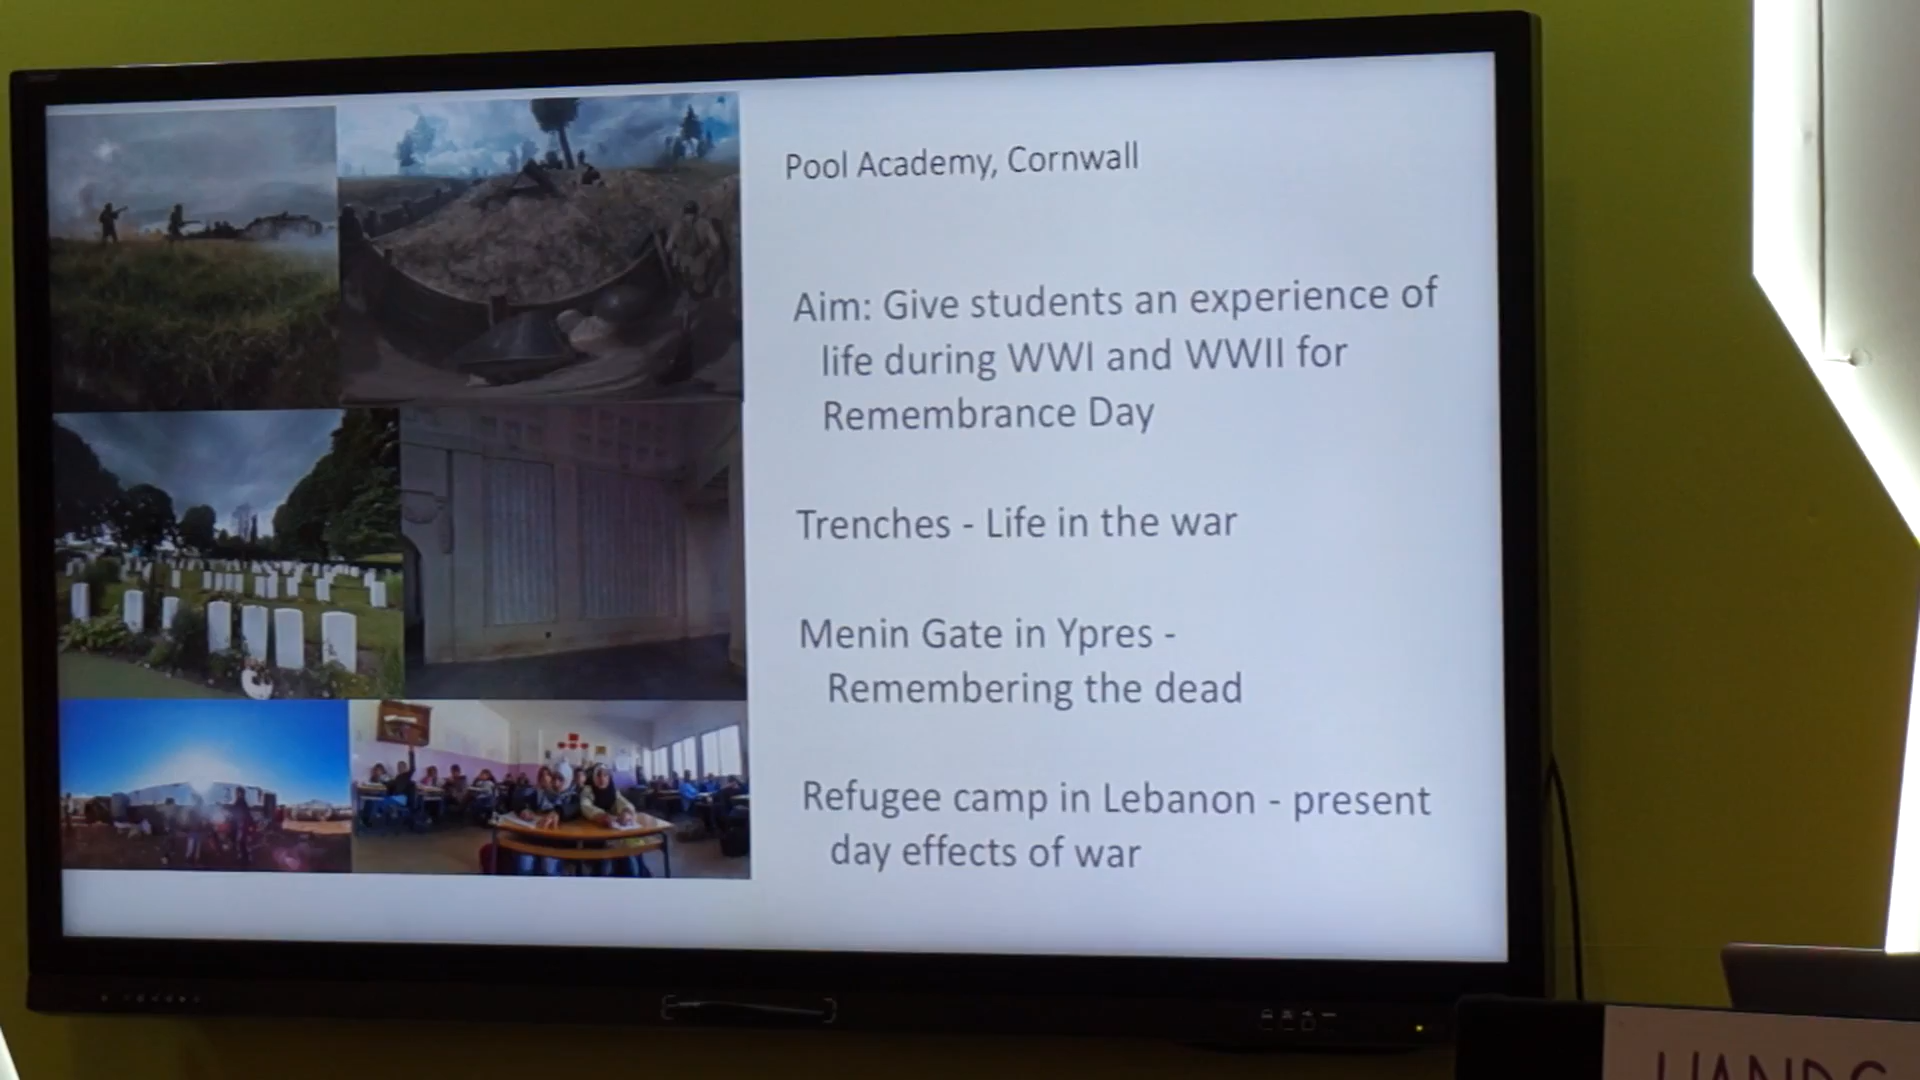 Pool Academy, Cornwall
Aim: Give students an experience of
life during WWI and WWII for
Remembrance Day
Trenches - Life in the war
Menin Gate in Ypres -
Remembering the dead
Refugee camp in Lebanon - present
day effects of war